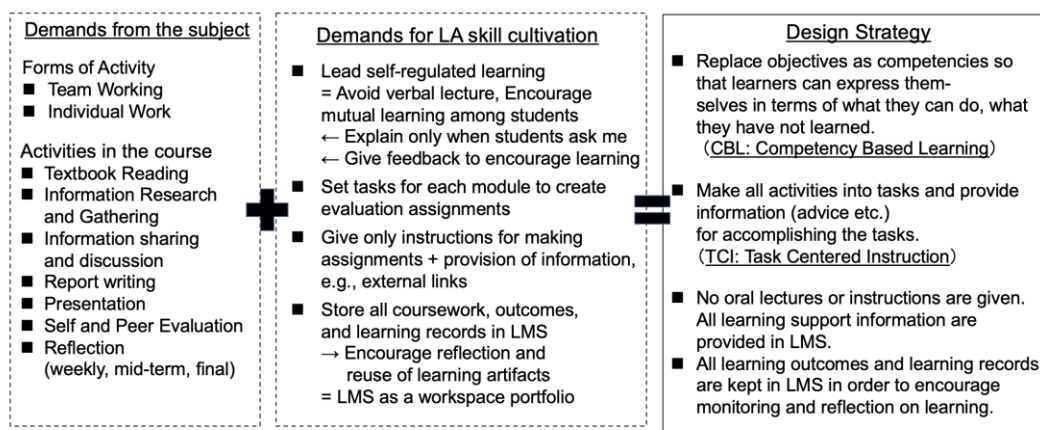 Demands from the subject
Forms of Activity
■ Team Working
■ Individual Work
Activities in the course
■ Textbook Reading
■ Information Research
and Gathering
■ Information sharing
and discussion
■ Report writing
■ Presentation
■ Self and Peer Evaluation
■ Reflection
(weekly, mid-term, final)
Demands for LA skill cultivation
■ Lead self-regulated learning
= Avoid verbal lecture, Encourage
mutual learning among students
← Explain only when students ask me
← Give feedback to encourage learning
■ Set tasks for each module to create
evaluation assignments
■ Give only instructions for making
assignments + provision of information,
e.g., external links
■ Store all coursework, outcomes,
and learning records in LMS
→ Encourage reflection and
reuse of learning artifacts
= LMS as a workspace portfolio
Design Strategy
■ Replace objectives as competencies so
that learners can express them-
selves in terms of what they can do, what
they have not learned.
(CBL: Competency Based Learning)
■ Make all activities into tasks and provide
information (advice etc.)
for accomplishing the tasks.
(TCI: Task Centered Instruction)
■ No oral lectures or instructions are given.
All learning support information are
provided in LMS.
■ All learning outcomes and learning records
are kept in LMS in order to encourage
monitoring and reflection on learning.